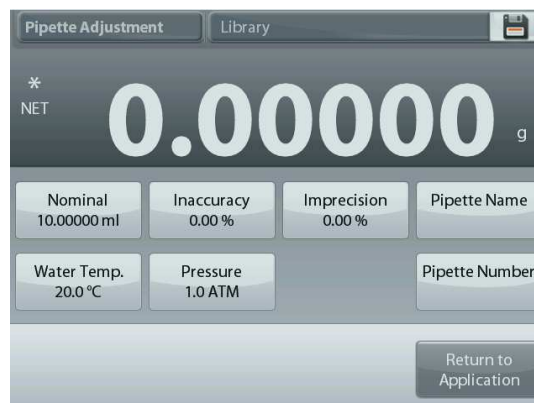 Pipette Adjustment
Library
*
NET
0.00000 g
Nominal
10.00000 ml
Inaccuracy
0.00 %
Imprecision
0.00 %
Pipette Name
Water Temp.
20.0 °C
Pressure
1.0 ATM
Pipette Number
Return to
Application